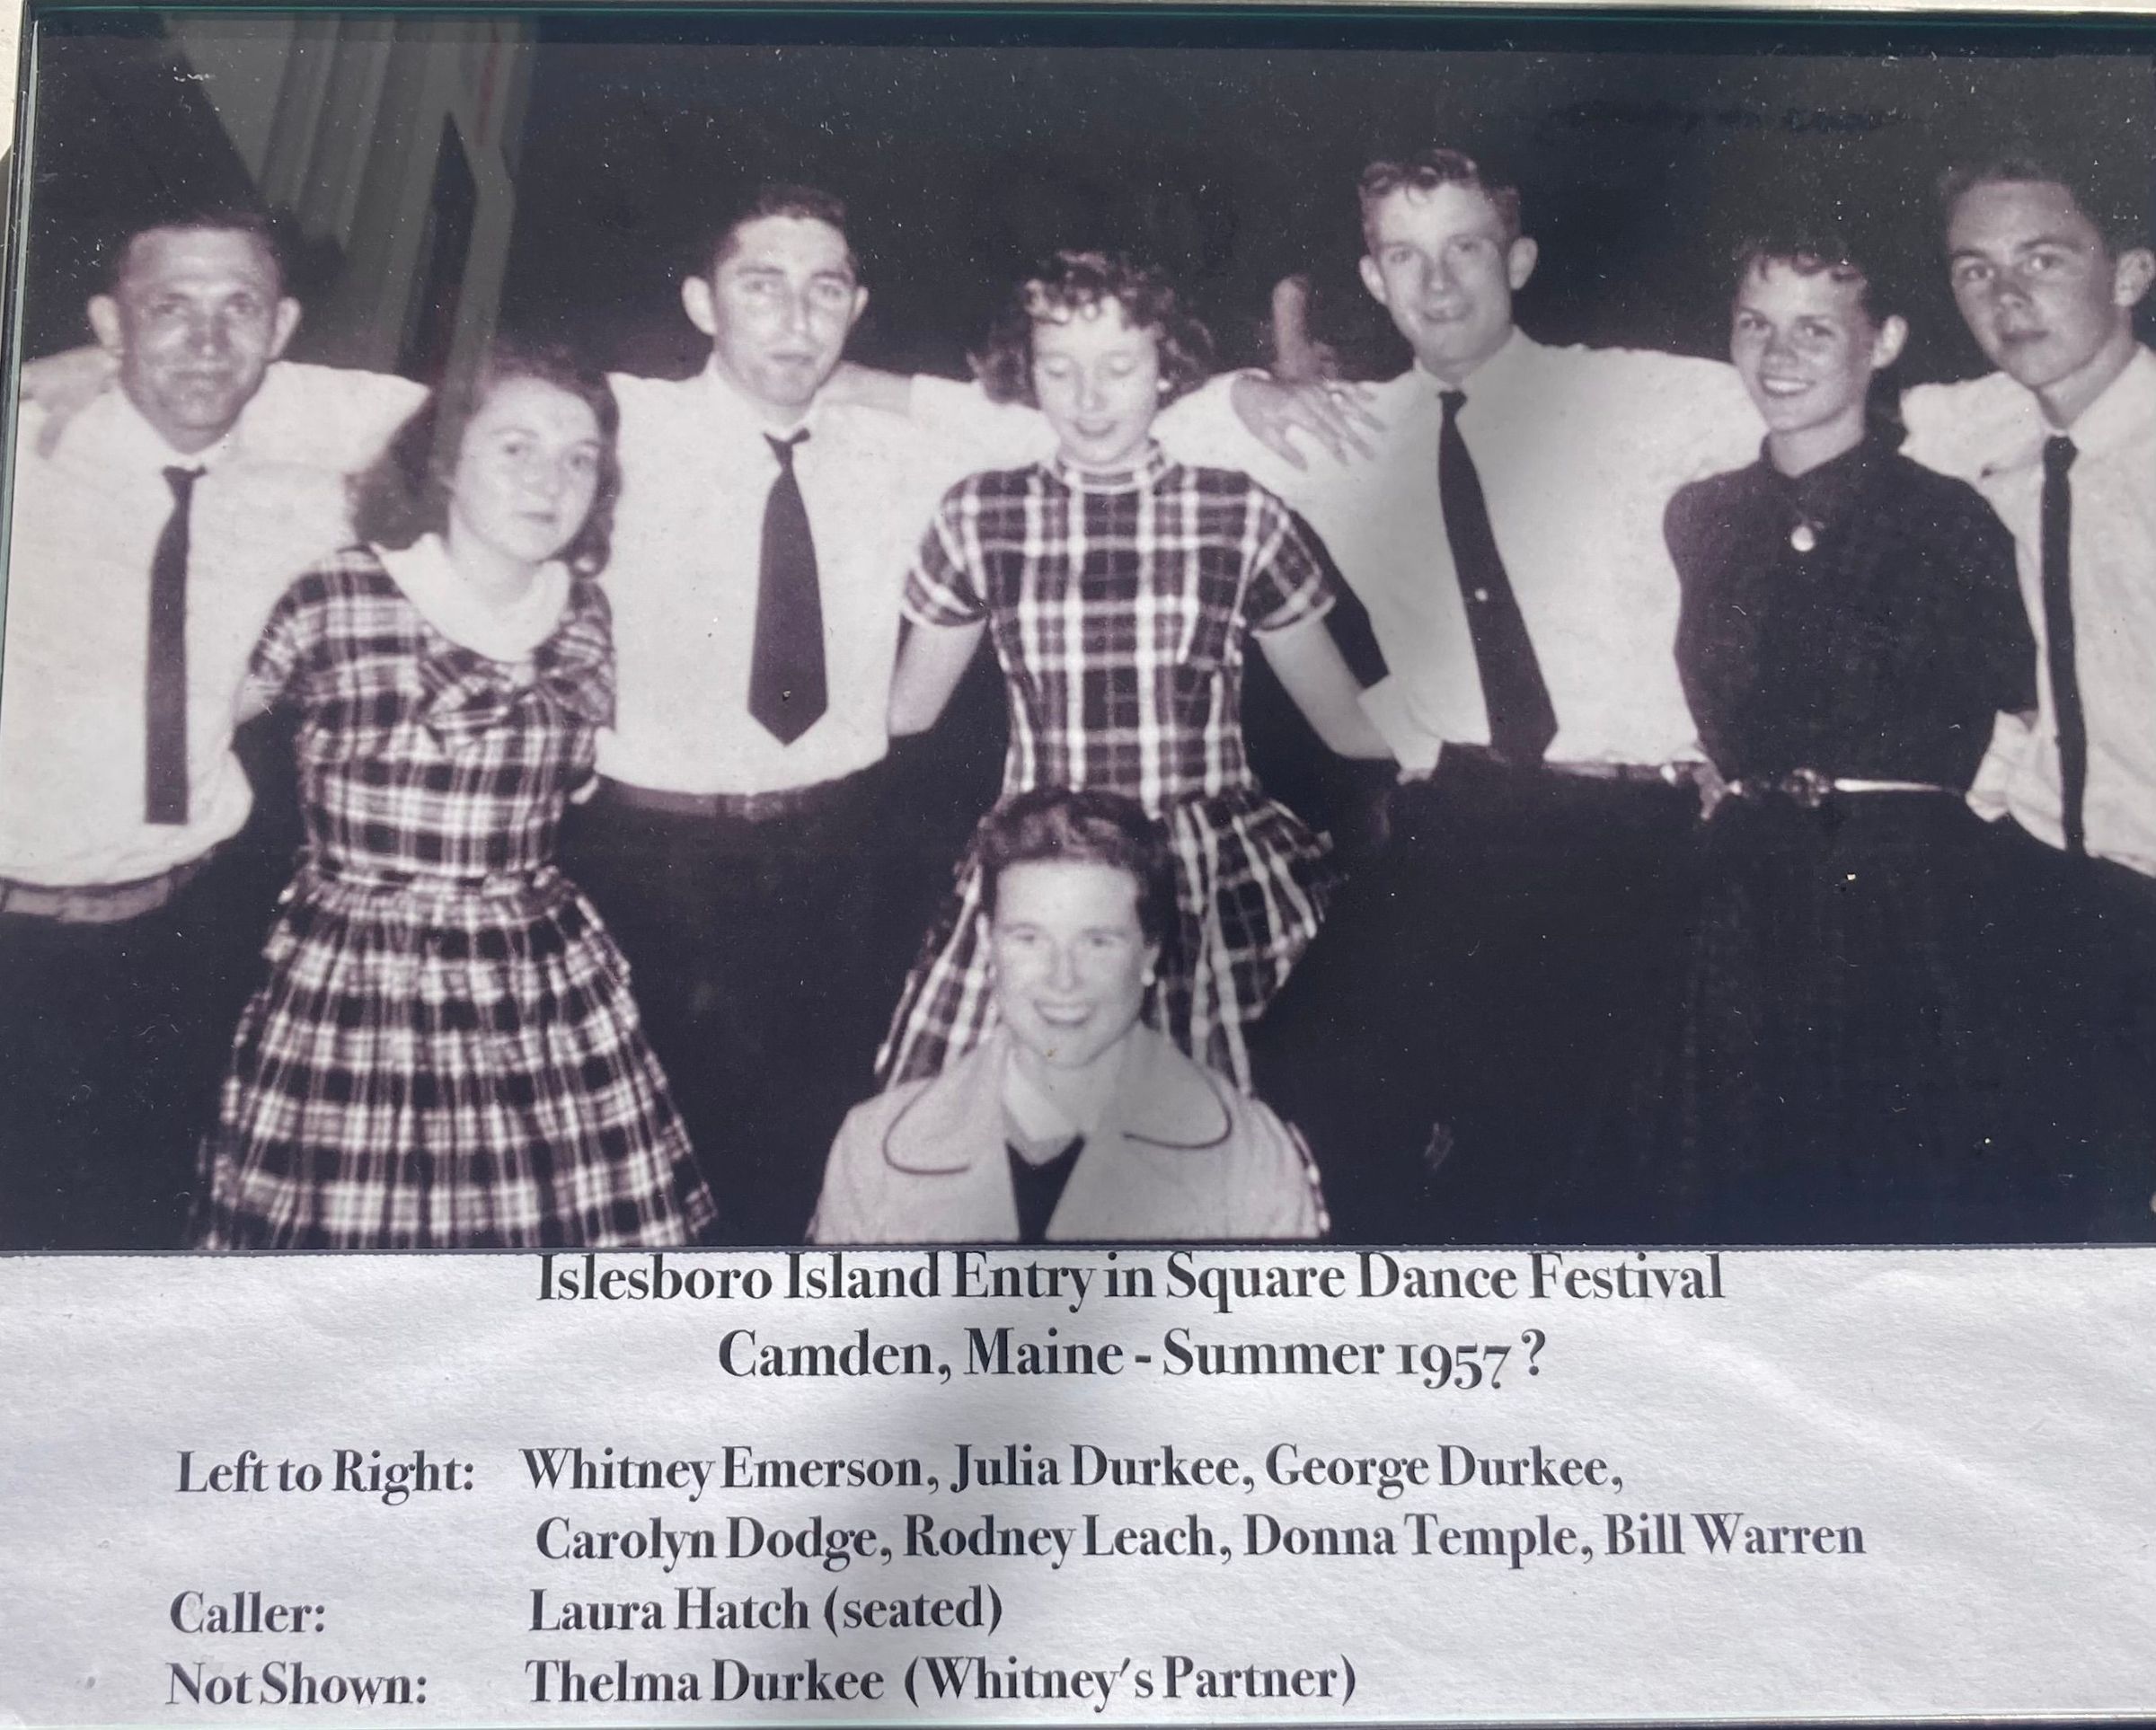 Islesboro Island Entry in Square Dance Festival
Camden, Maine - Summer 1957 ?
Left to Right: Whitney Emerson, Julia Durkee, George Durkee,
Carolyn Dodge, Rodney Leach, Donna Temple, Bill Warren
Caller: Laura Hatch (seated)
Not Shown: Thelma Durkee (Whitney's Partner)